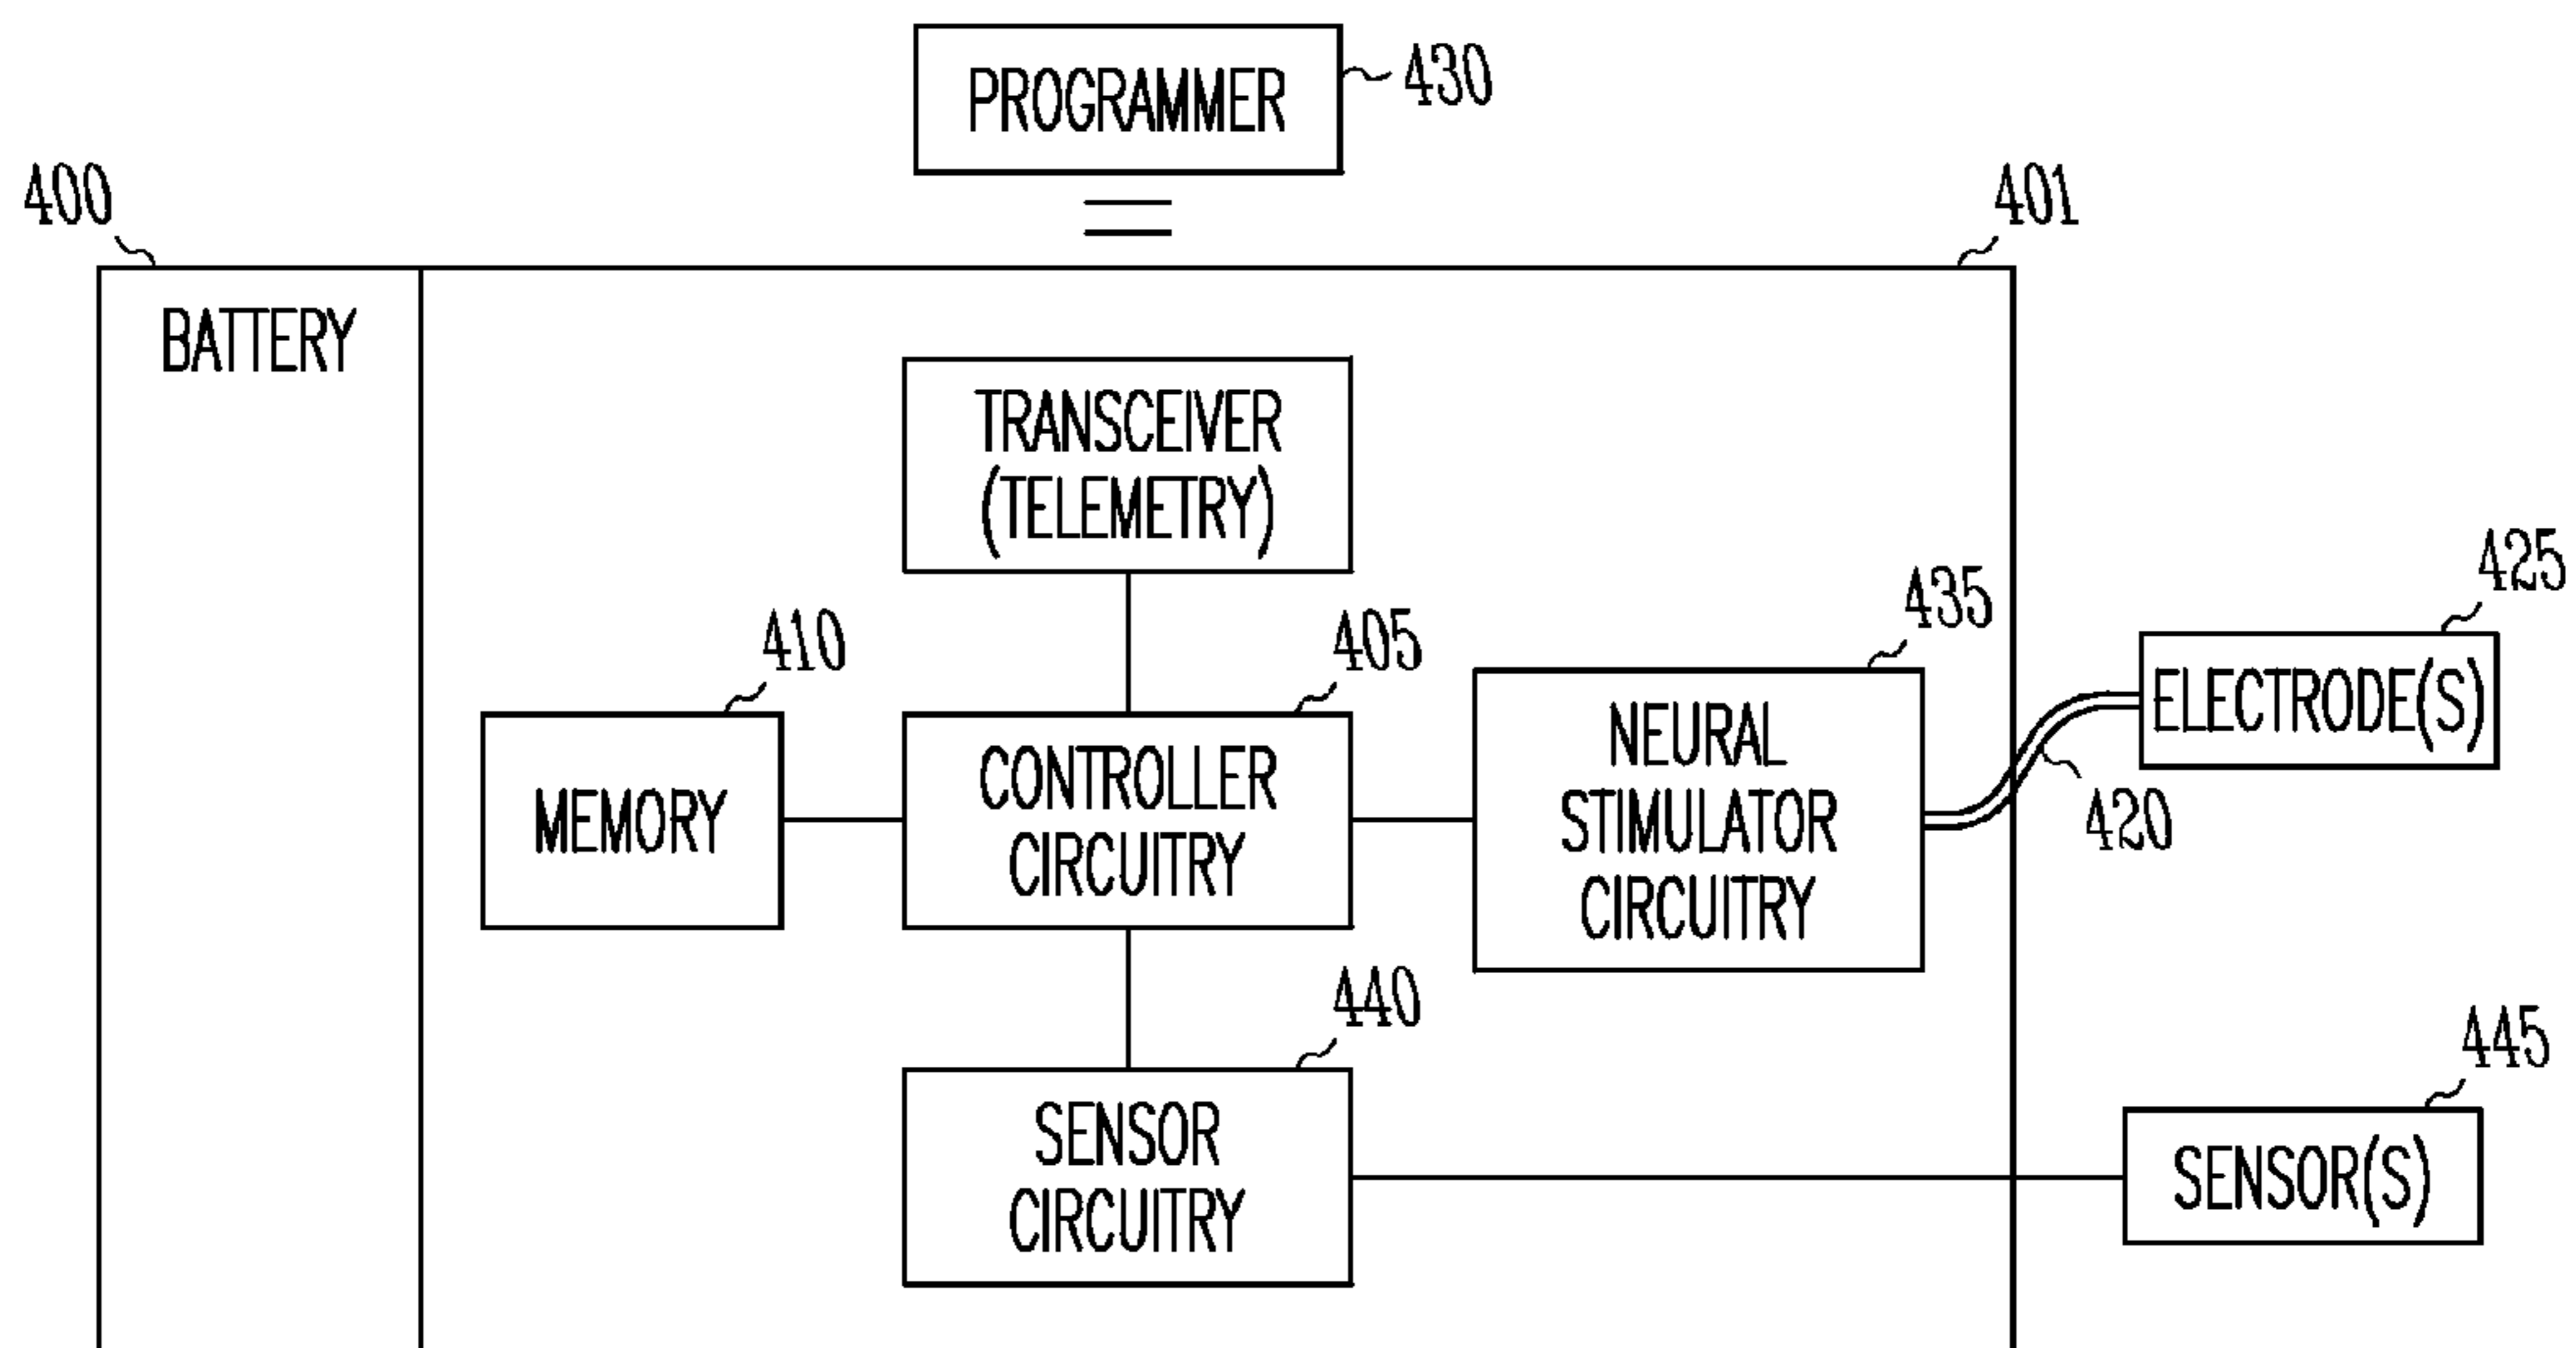 PROGRAMMER
430
400
401
BATTERY
TRANSCEIVER
(TELEMETRY)
425
435
410
405
ELECTRODE(S)
NEURAL
STIMULATOR
CIRCUITRY
CONTROLLER
CIRCUITRY
MEMORY
420
440
445
SENSOR
CIRCUITRY
SENSOR(S)